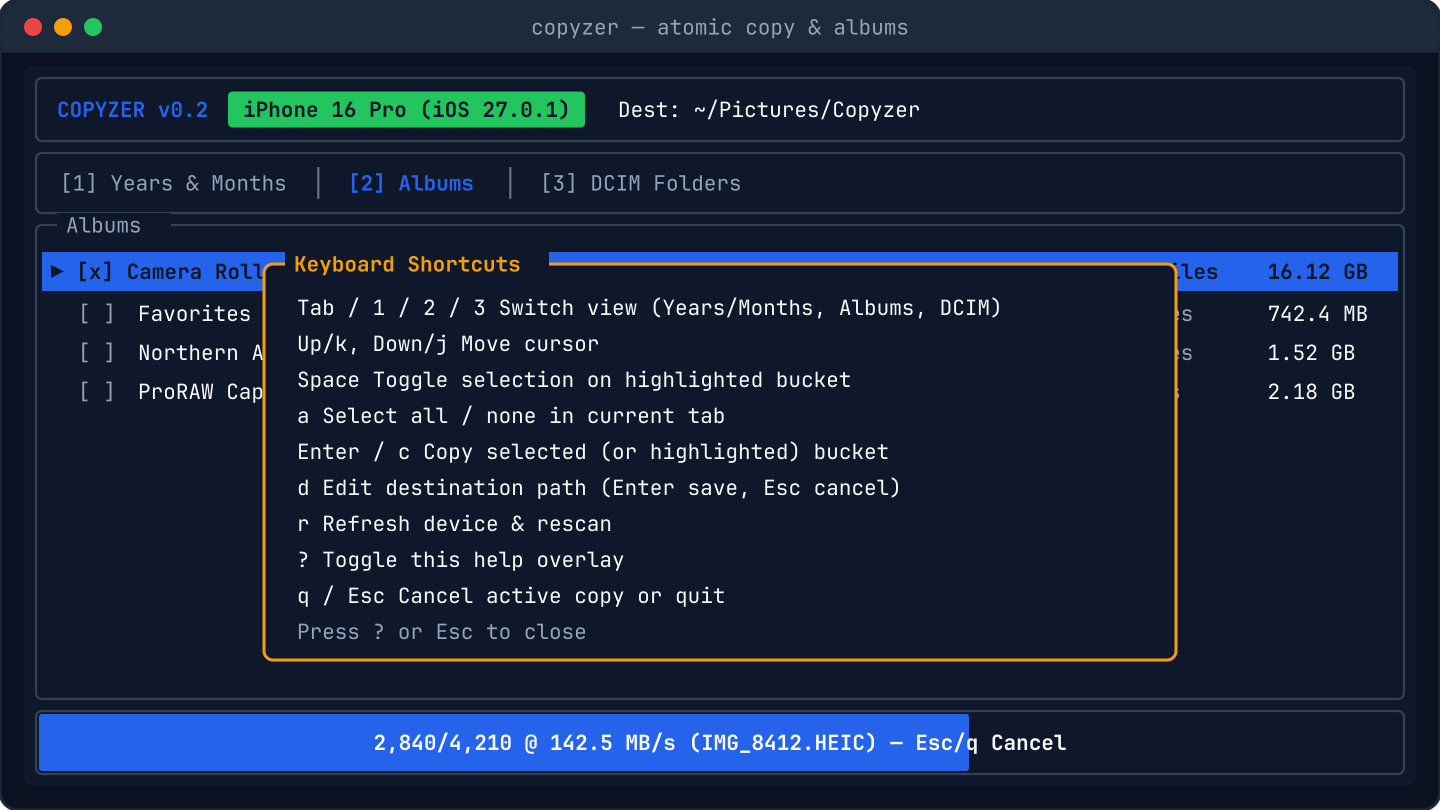 copyzer — atomic copy & albums
COPYZER v0.2 iPhone 16 Pro (iOS 27.0.1) Dest: ~/Pictures/Copyzer
[1] Years & Months │ [2] Albums │ [3] DCIM Folders
Albums
▶ [x] Camera Roll 16.12 GB
[ ] Favorites 742.4 MB
[ ] Northern 1.52 GB
[ ] ProRAW 2.18 GB
Keyboard Shortcuts
Tab / 1 / 2 / 3 Switch view (Years/Months, Albums, DCIM)
Up/k, Down/j Move cursor
Space Toggle selection on highlighted bucket
a Select all / none in current tab
Enter / c Copy selected (or highlighted) bucket
d Edit destination path (Enter save, Esc cancel)
r Refresh device & rescan
? Toggle this help overlay
q / Esc Cancel active copy or quit
Press ? or Esc to close
2,840/4,210 @ 142.5 MB/s (IMG_8412.HEIC) — Esc/q Cancel